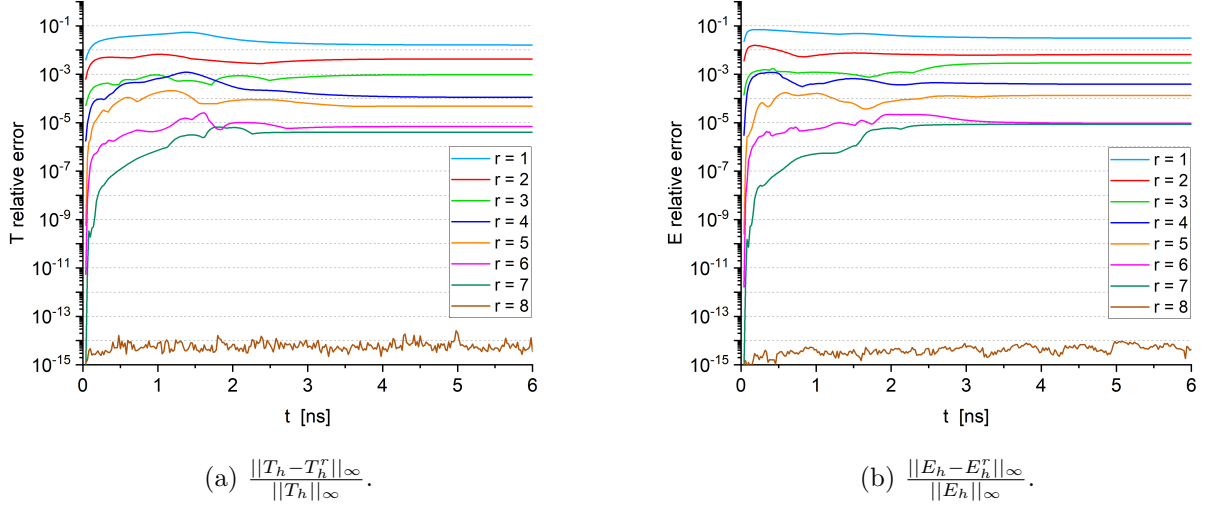 T relative error
10^-1
10^-3
10^-5
10^-7
10^-9
10^-11
10^-13
10^-15
0 1 2 3 4 5 6
t [ns]
r = 1
r = 2
r = 3
r = 4
r = 5
r = 6
r = 7
r = 8
(a) \frac{||T_h-T_h^r||_∞}{||T_h||_∞}.
E relative error
10^-1
10^-3
10^-5
10^-7
10^-9
10^-11
10^-13
10^-15
0 1 2 3 4 5 6
t [ns]
r = 1
r = 2
r = 3
r = 4
r = 5
r = 6
r = 7
r = 8
(b) \frac{||E_h-E_h^r||_∞}{||E_h||_∞}.